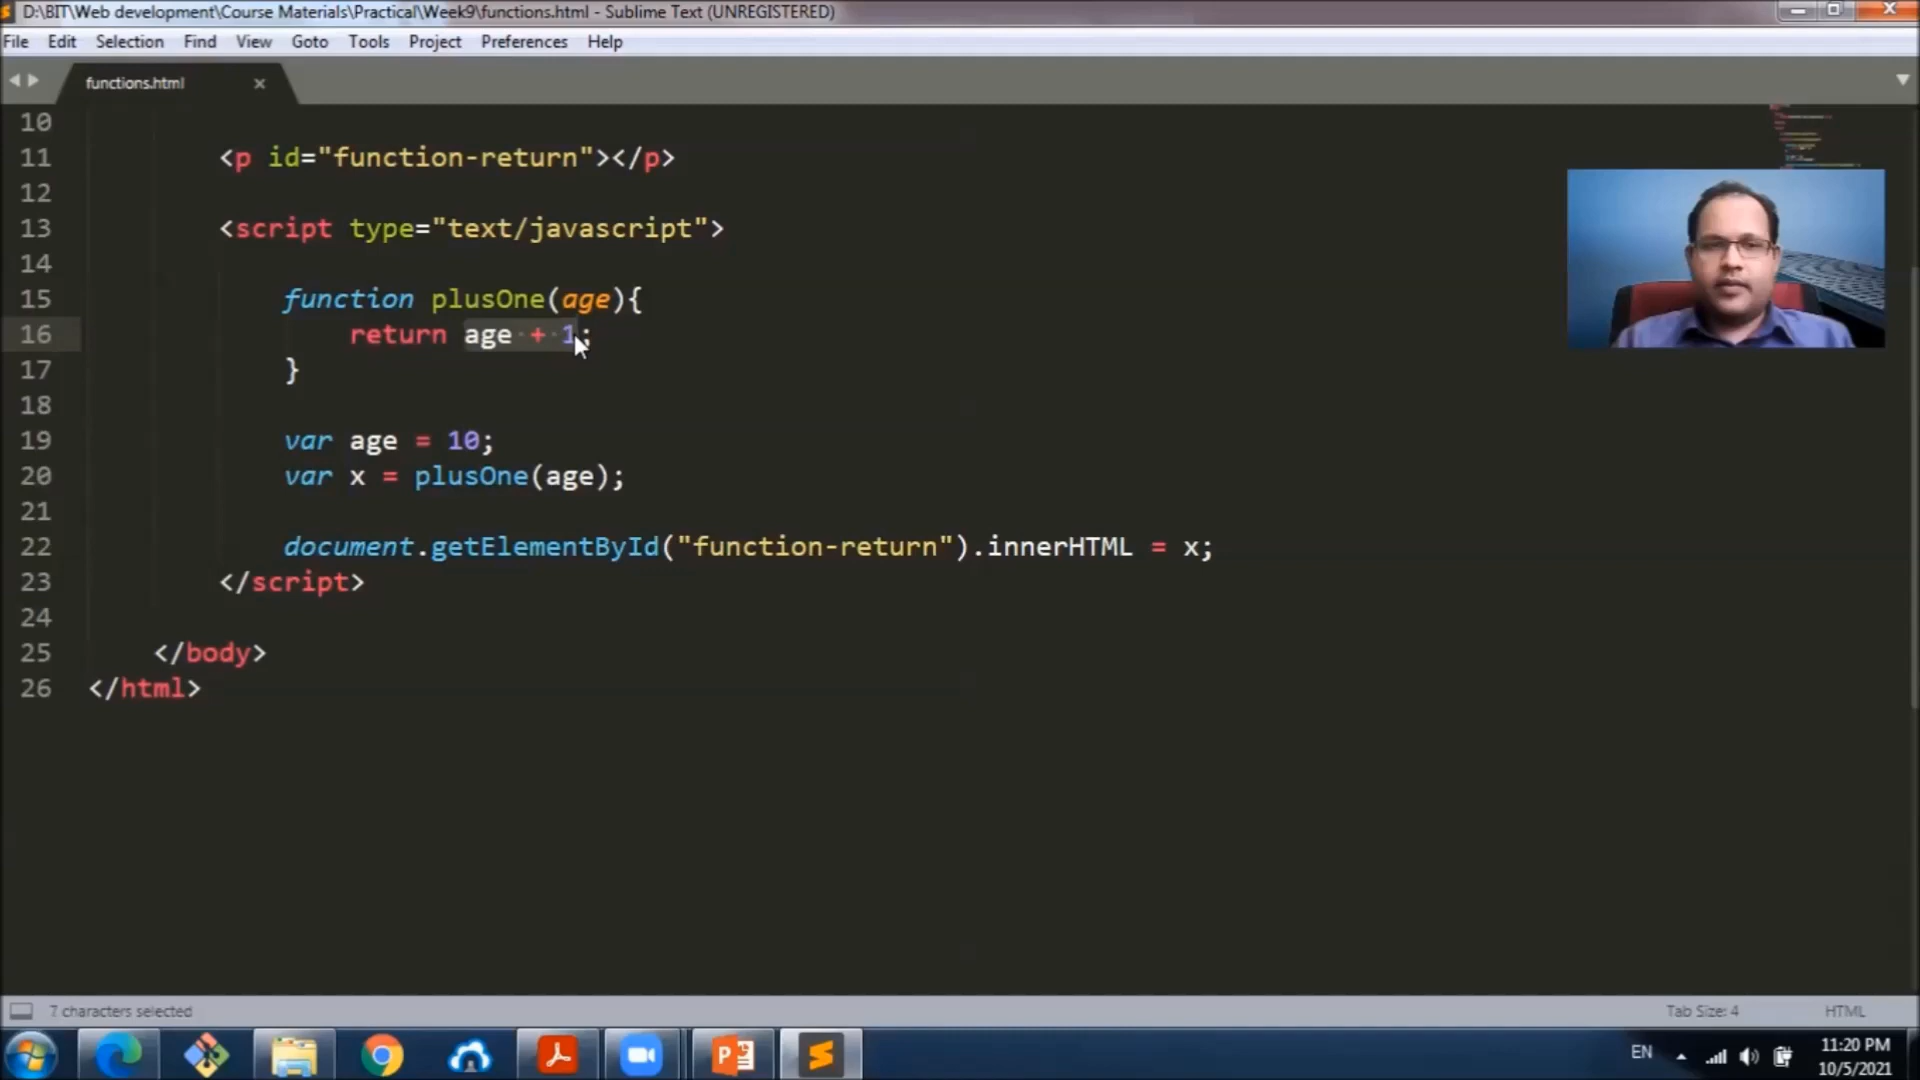 D:\BIT\Web development\Course Materials\Practical\Week9\functions.html - Sublime Text (UNREGISTERED)
File Edit Selection Find View Goto Tools Project Preferences Help
functions.html
10
11 <p id="function-return"></p>
12
13 <script type="text/javascript">
14
15 function plusOne(age){
16 return age + 1;
17 }
18
19 var age = 10;
20 var x = plusOne(age);
21
22 document.getElementById("function-return").innerHTML = x;
23 </script>
24
25 </body>
26 </html>
7 characters selected Tab Size: 4 HTML
EN 11:20 PM
10/5/2021